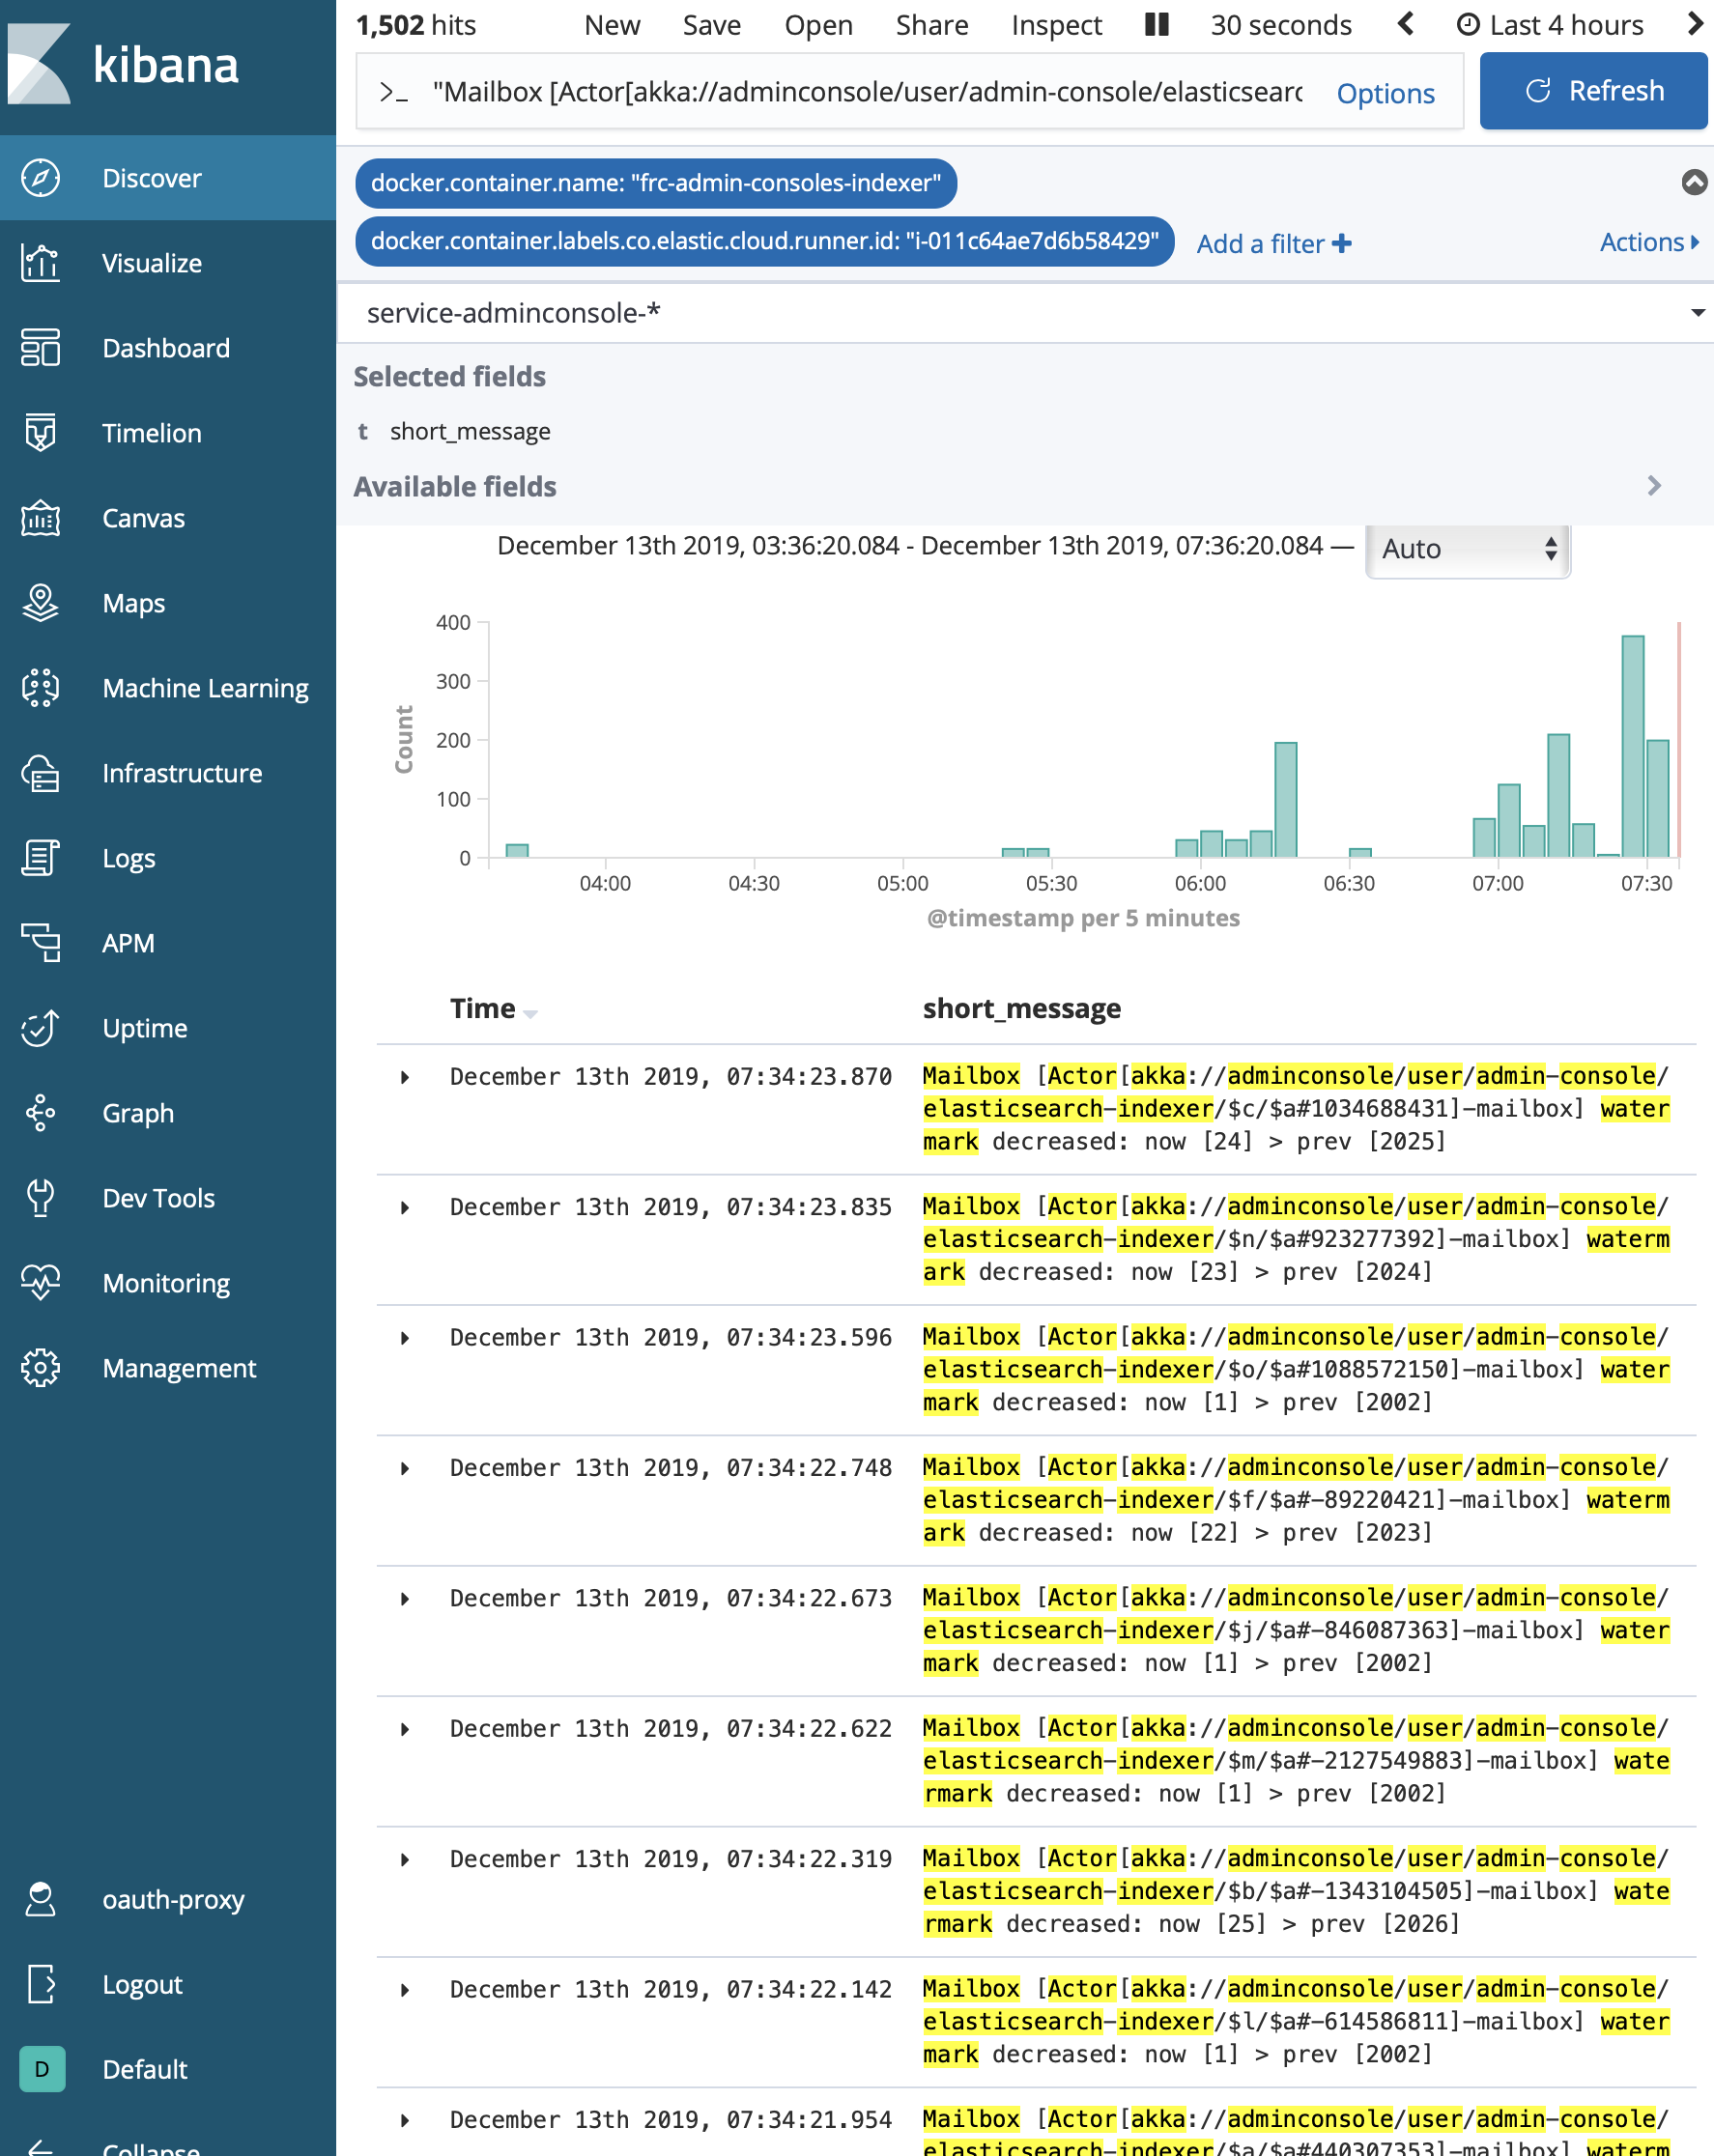 kibana
Discover
Visualize
Dashboard
Timelion
Canvas
Maps
Machine Learning
Infrastructure
Logs
APM
Uptime
Graph
Dev Tools
Monitoring
Management
oauth-proxy
Logout
D Default
Collapse
1,502 hits New Save Open Share Inspect 30 seconds Last 4 hours
>_ "Mailbox [Actor[akka://adminconsole/user/admin-console/elasticsearc Options Refresh
docker.container.name: "frc-admin-consoles-indexer"
docker.container.labels.co.elastic.cloud.runner.id: "i-011c64ae7d6b58429" Add a filter + Actions
service-adminconsole-*
Selected fields
t short_message
Available fields
December 13th 2019, 03:36:20.084 - December 13th 2019, 07:36:20.084 — Auto
400
300
200
100
0
Count
04:00 04:30 05:00 05:30 06:00 06:30 07:00 07:30
@timestamp per 5 minutes
Time short_message
December 13th 2019, 07:34:23.870 Mailbox [Actor[akka://adminconsole/user/admin-console/
elasticsearch-indexer/$c/$a#1034688431]-mailbox] water
mark decreased: now [24] > prev [2025]
December 13th 2019, 07:34:23.835 Mailbox [Actor[akka://adminconsole/user/admin-console/
elasticsearch-indexer/$n/$a#923277392]-mailbox] waterm
ark decreased: now [23] > prev [2024]
December 13th 2019, 07:34:23.596 Mailbox [Actor[akka://adminconsole/user/admin-console/
elasticsearch-indexer/$o/$a#1088572150]-mailbox] water
mark decreased: now [1] > prev [2002]
December 13th 2019, 07:34:22.748 Mailbox [Actor[akka://adminconsole/user/admin-console/
elasticsearch-indexer/$f/$a#-89220421]-mailbox] waterm
ark decreased: now [22] > prev [2023]
December 13th 2019, 07:34:22.673 Mailbox [Actor[akka://adminconsole/user/admin-console/
elasticsearch-indexer/$j/$a#-846087363]-mailbox] water
mark decreased: now [1] > prev [2002]
December 13th 2019, 07:34:22.622 Mailbox [Actor[akka://adminconsole/user/admin-console/
elasticsearch-indexer/$m/$a#-2127549883]-mailbox] wate
rmark decreased: now [1] > prev [2002]
December 13th 2019, 07:34:22.319 Mailbox [Actor[akka://adminconsole/user/admin-console/
elasticsearch-indexer/$b/$a#-1343104505]-mailbox] wate
rmark decreased: now [25] > prev [2026]
December 13th 2019, 07:34:22.142 Mailbox [Actor[akka://adminconsole/user/admin-console/
elasticsearch-indexer/$l/$a#-614586811]-mailbox] water
mark decreased: now [1] > prev [2002]
December 13th 2019, 07:34:21.954 Mailbox [Actor[akka://adminconsole/user/admin-console/
elasticsearch-indexer/$a/$a#440307353]-mailbox] waterm